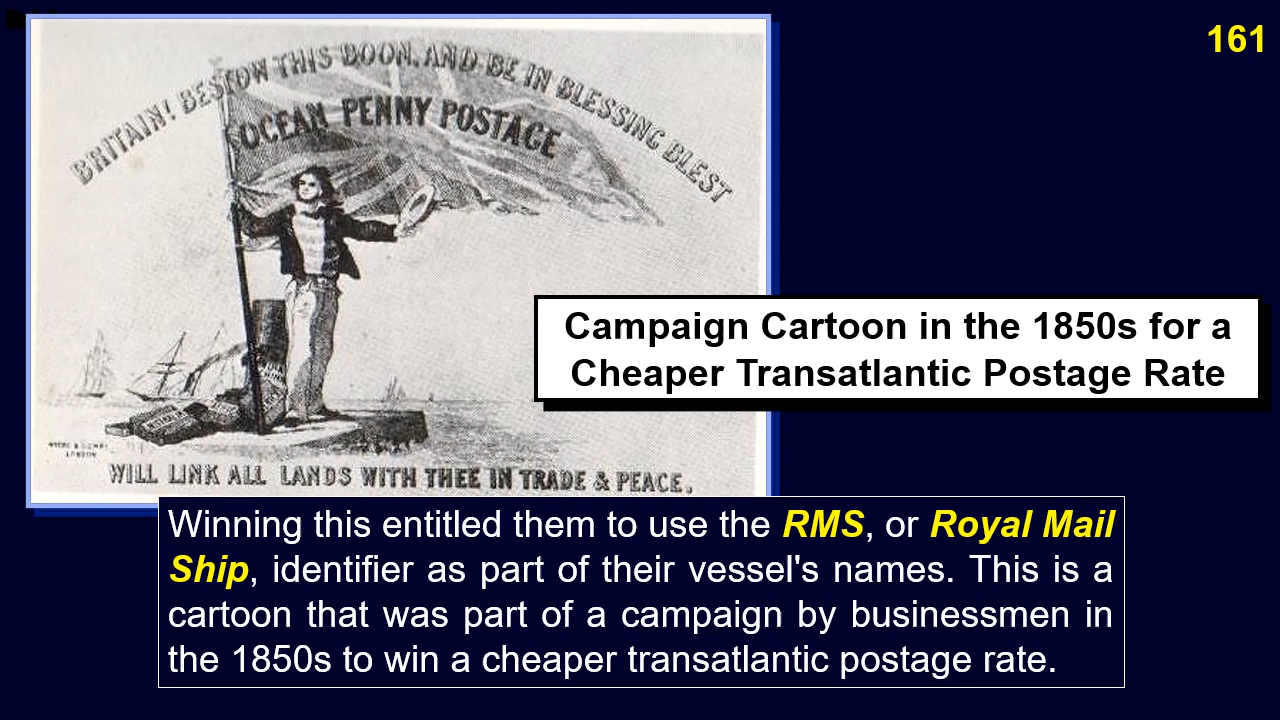 161
BRITAIN! BESTOW THIS BOON, AND BE IN BLESSING BLEST
OCEAN PENNY POSTAGE
LONDON
WILL LINK ALL LANDS WITH THEE IN TRADE & PEACE,
Campaign Cartoon in the 1850s for a
Cheaper Transatlantic Postage Rate
Winning this entitled them to use the RMS, or Royal Mail
Ship, identifier as part of their vessel's names. This is a
cartoon that was part of a campaign by businessmen in
the 1850s to win a cheaper transatlantic postage rate.